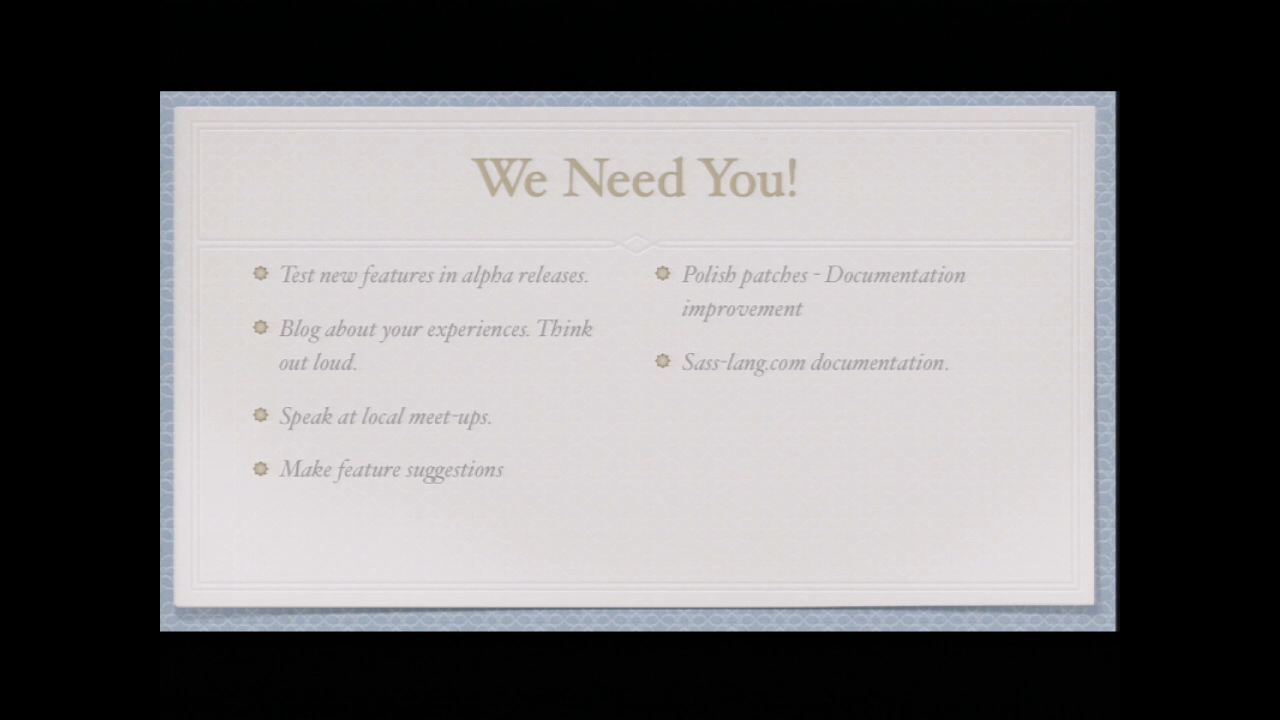 We Need You!
Test new features in alpha releases.
Blog about your experiences. Think
out loud.
Speak at local meet-ups.
Make feature suggestions
Polish patches - Documentation
improvement
Sass-lang.com documentation.